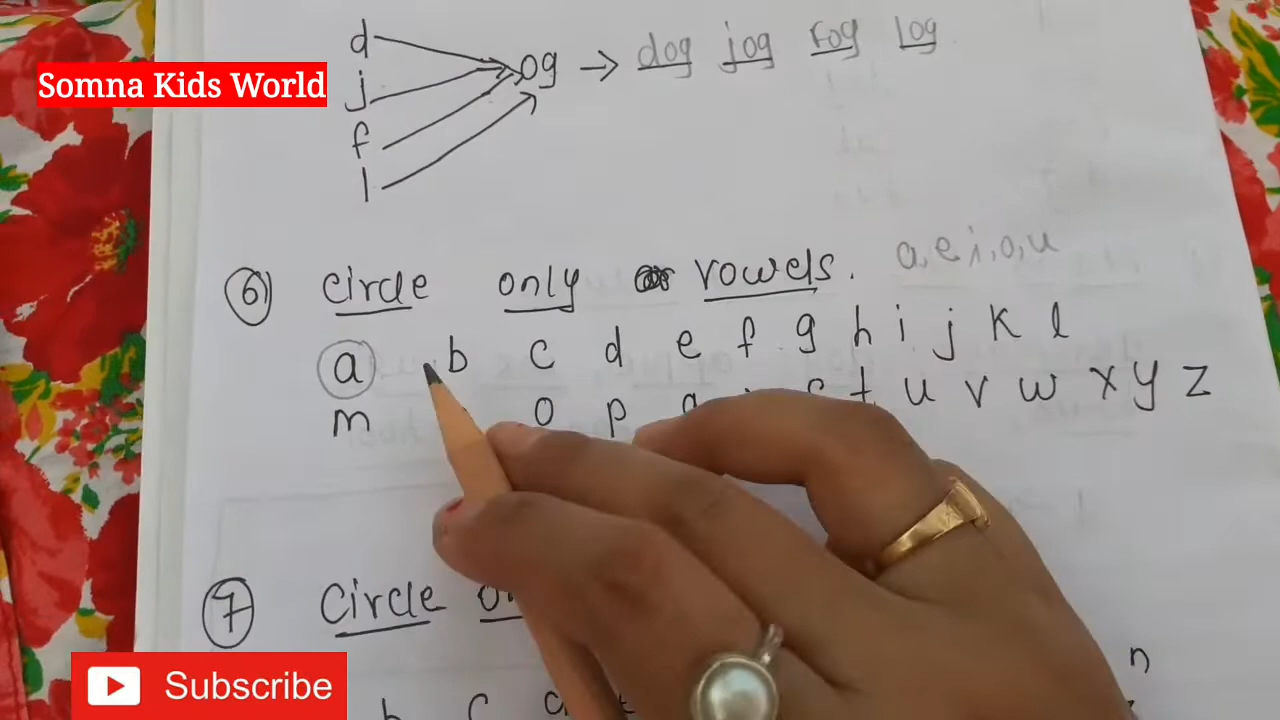 d
Somna Kids World
j
f
l
og → dog jog fog log
6 circle only vowels. a, e, i, o, u
a b c d e f g h i j k l
m o p q s t u v w x y z
7 Circle
n
Subscribe
b c d